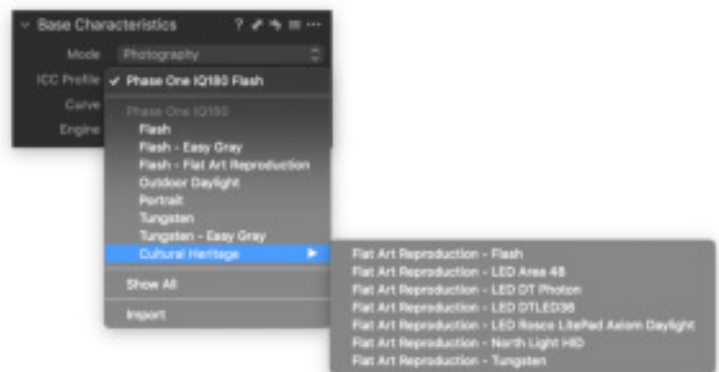 Base Characteristics ? ...
Mode Photography
ICC Profile ✓ Phase One IQ180 Flash
Curve
Phase One IQ180
Flash
Engine
Flash - Easy Gray
Flash - Flat Art Reproduction
Outdoor Daylight
Portrait
Tungsten
Tungsten - Easy Gray
Cultural Heritage
Flat Art Reproduction - Flash
Flat Art Reproduction - LED Area 48
Show All
Flat Art Reproduction - LED DT Photon
Flat Art Reproduction - LED DTLED36
Import
Flat Art Reproduction - LED Rosco LitePad Axiom Daylight
Flat Art Reproduction - North Light HID
Flat Art Reproduction - Tungsten